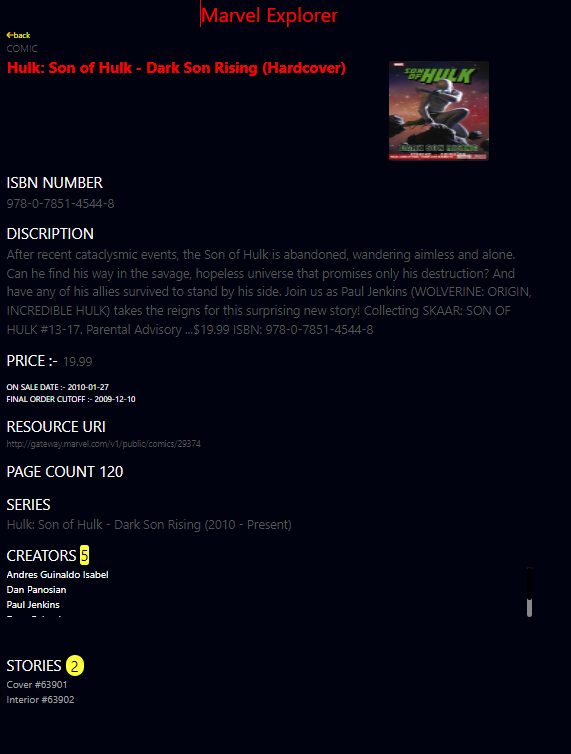 Marvel Explorer
back
COMIC
Hulk: Son of Hulk - Dark Son Rising (Hardcover)
SON OF HULK
DARK SON RISING
ISBN NUMBER
978-0-7851-4544-8
DISCRIPTION
After recent cataclysmic events, the Son of Hulk is abandoned, wandering aimless and alone.
Can he find his way in the savage, hopeless universe that promises only his destruction? And
have any of his allies survived to stand by his side. Join us as Paul Jenkins (WOLVERINE: ORIGIN,
INCREDIBLE HULK) takes the reigns for this surprising new story! Collecting SKAAR: SON OF
HULK #13-17. Parental Advisory ...$19.99 ISBN: 978-0-7851-4544-8
PRICE :- 19.99
ON SALE DATE :- 2010-01-27
FINAL ORDER CUTOFF :- 2009-12-10
RESOURCE URI
http://gateway.marvel.com/v1/public/comics/29374
PAGE COUNT 120
SERIES
Hulk: Son of Hulk - Dark Son Rising (2010 - Present)
CREATORS 5
Andres Guinaldo Isabel
Dan Panosian
Paul Jenkins
STORIES 2
Cover #63901
Interior #63902